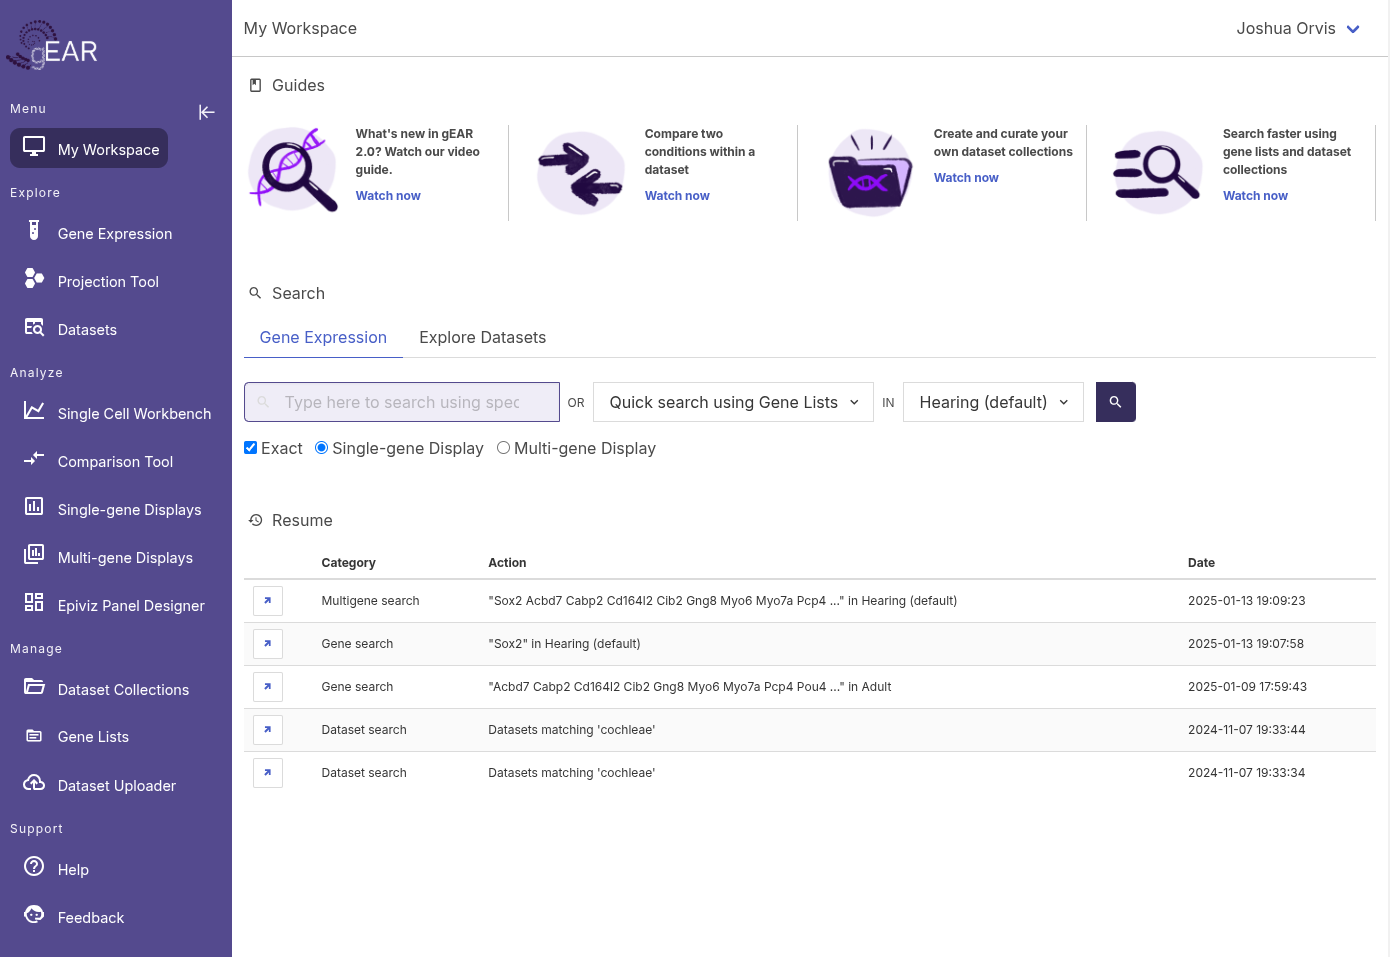 gEAR
My Workspace
Joshua Orvis
Menu
My Workspace
Explore
Gene Expression
Projection Tool
Datasets
Analyze
Single Cell Workbench
Comparison Tool
Single-gene Displays
Multi-gene Displays
Epiviz Panel Designer
Manage
Dataset Collections
Gene Lists
Dataset Uploader
Support
Help
Feedback
Guides
What's new in gEAR
2.0? Watch our video
guide.
Watch now
Compare two
conditions within a
dataset
Watch now
Create and curate your
own dataset collections
Watch now
Search faster using
gene lists and dataset
collections
Watch now
Search
Gene Expression Explore Datasets
Type here to search using spec OR Quick search using Gene Lists IN Hearing (default)
Exact Single-gene Display Multi-gene Display
Resume
Category Action Date
Multigene search "Sox2 Acbd7 Cabp2 Cd164l2 Cib2 Gng8 Myo6 Myo7a Pcp4 ..." in Hearing (default) 2025-01-13 19:09:23
Gene search "Sox2" in Hearing (default) 2025-01-13 19:07:58
Gene search "Acbd7 Cabp2 Cd164l2 Cib2 Gng8 Myo6 Myo7a Pcp4 Pou4 ..." in Adult 2025-01-09 17:59:43
Dataset search Datasets matching 'cochleae' 2024-11-07 19:33:44
Dataset search Datasets matching 'cochleae' 2024-11-07 19:33:34